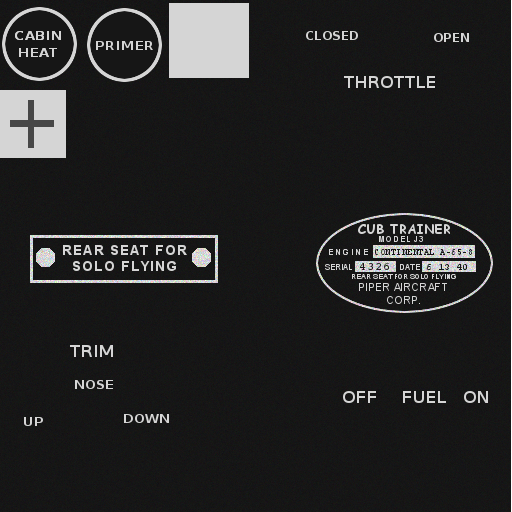 CABIN
HEAT
PRIMER
CLOSED
OPEN
THROTTLE
REAR SEAT FOR
SOLO FLYING
CUB TRAINER
MODEL J3
ENGINE CONTINENTAL A-65-8
SERIAL 4326 DATE 6 13 40
REAR SEAT FOR SOLO FLYING
PIPER AIRCRAFT
CORP.
TRIM
NOSE
UP
DOWN
OFF FUEL ON